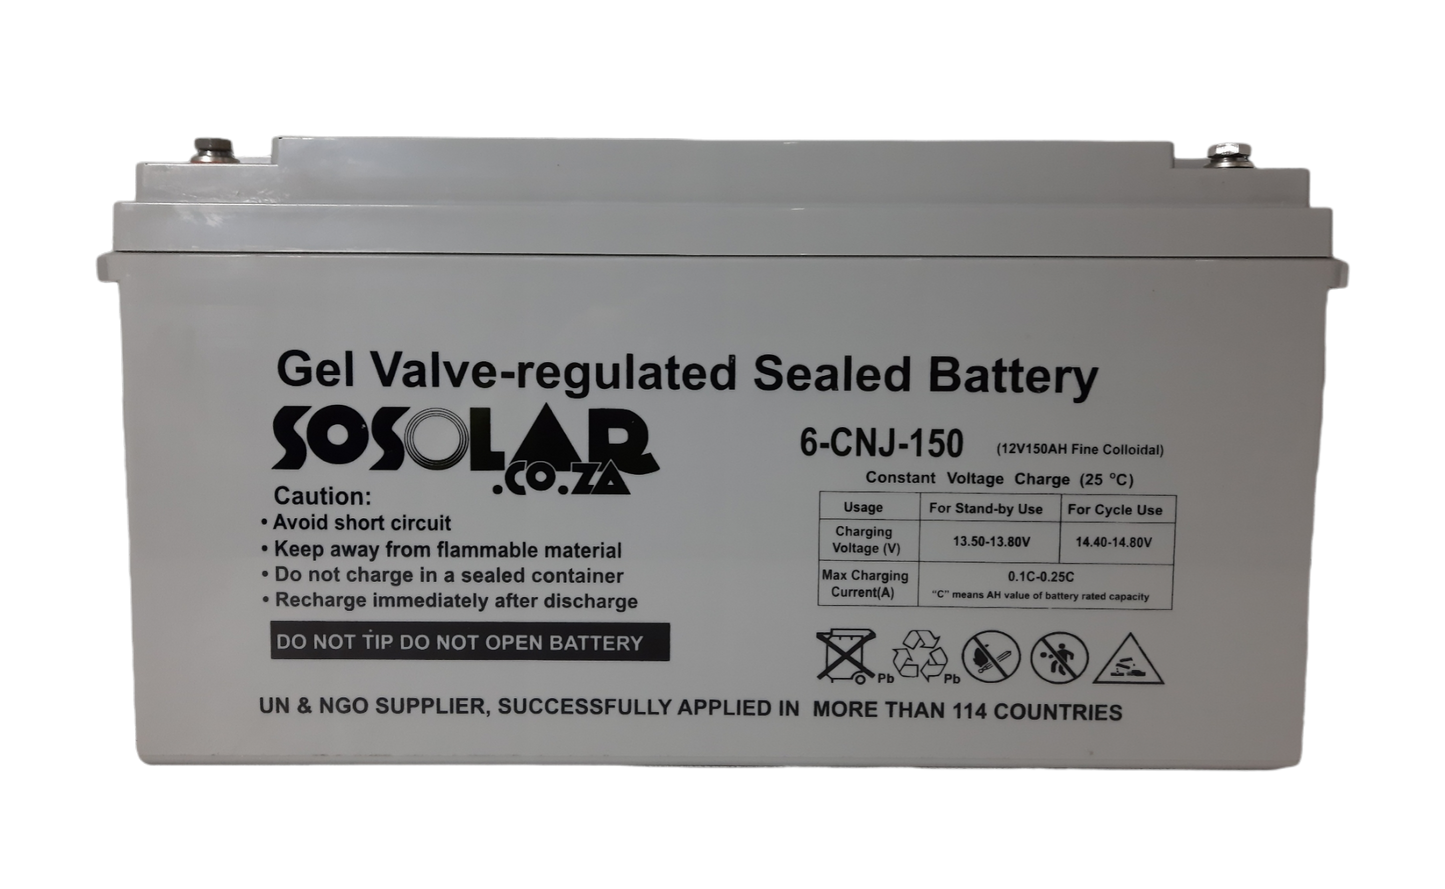 Gel Valve-regulated Sealed Battery
SOSOLAR
.CO.ZA
6-CNJ-150 (12V150AH Fine Colloidal)
Constant Voltage Charge (25 °C)
Usage For Stand-by Use For Cycle Use
Charging
Voltage (V) 13.50-13.80V 14.40-14.80V
Max Charging
Current(A) 0.1C-0.25C
"C" means AH value of battery rated capacity
Caution:
• Avoid short circuit
• Keep away from flammable material
• Do not charge in a sealed container
• Recharge immediately after discharge
DO NOT TIP DO NOT OPEN BATTERY
Pb Pb
UN & NGO SUPPLIER, SUCCESSFULLY APPLIED IN MORE THAN 114 COUNTRIES